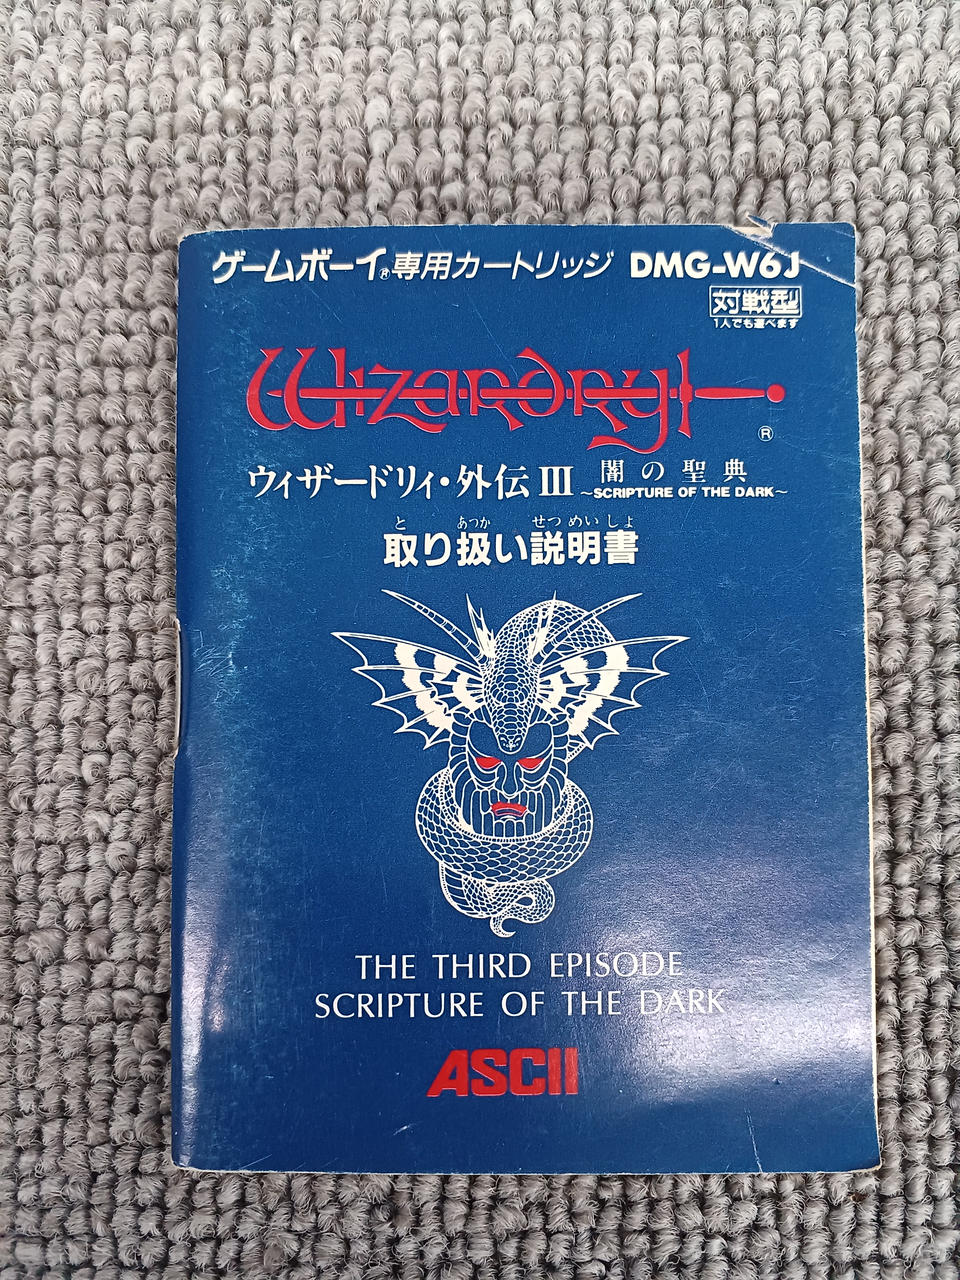 ゲームボーイ®専用カートリッジ DMG-W6J
対戦型
1人でも遊べます
Wizardry
®
ウィザードリィ・外伝 III 闇の聖典
~SCRIPTURE OF THE DARK~
と あつか せつ めい しょ
取り扱い説明書
THE THIRD EPISODE
SCRIPTURE OF THE DARK
ASCII